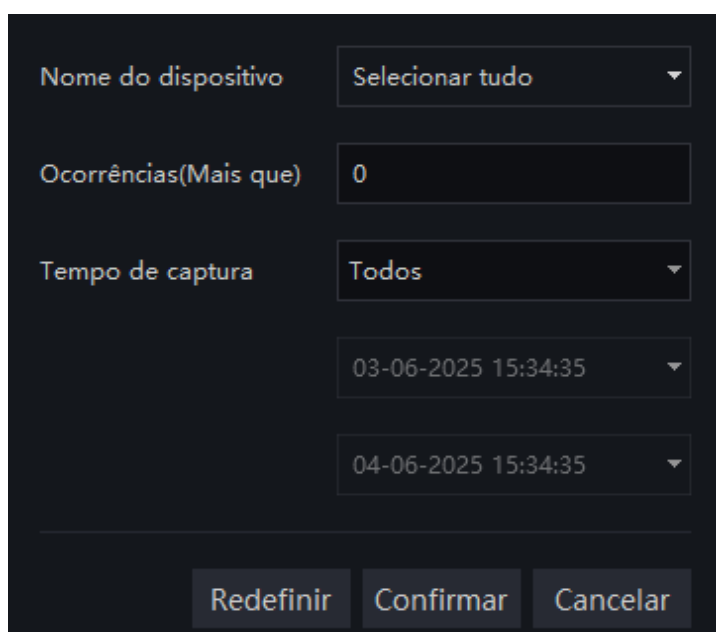 Nome do dispositivo Selecionar tudo
Ocorrências(Mais que) 0
Tempo de captura Todos
03-06-2025 15:34:35
04-06-2025 15:34:35
Redefinir Confirmar Cancelar